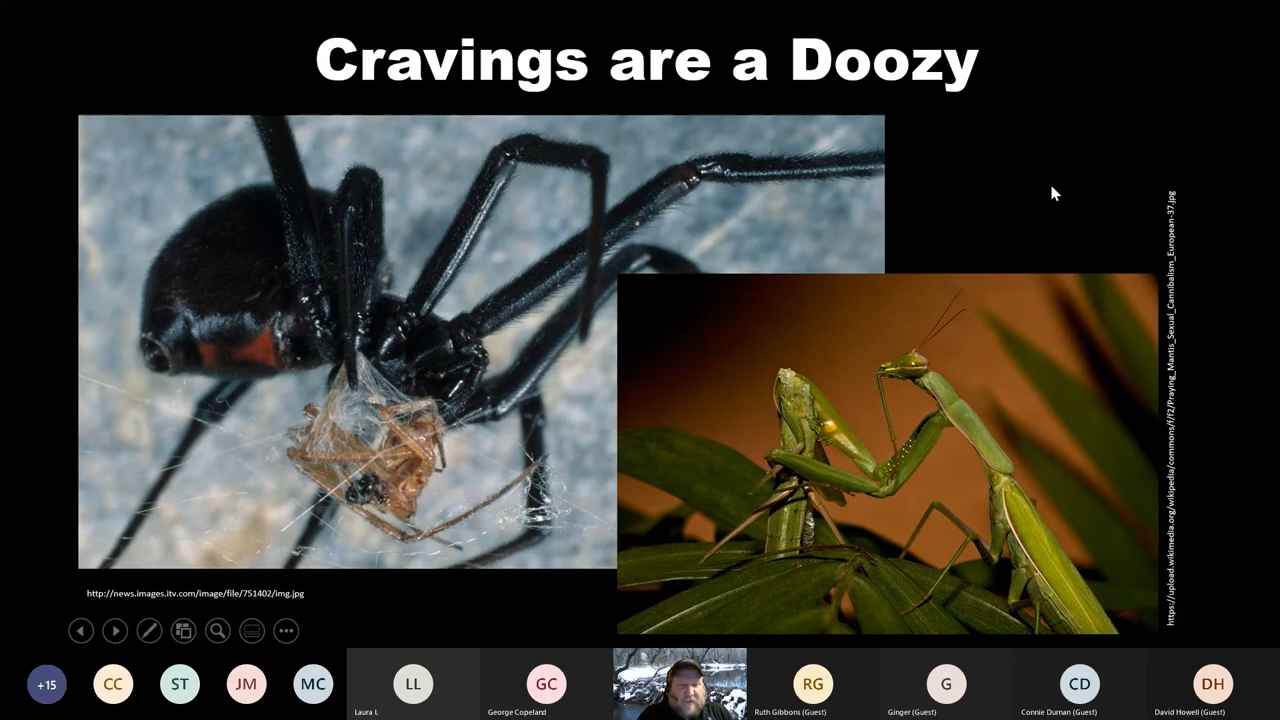 Cravings are a Doozy
https://upload.wikimedia.org/wikipedia/commons/f/f2/Praying_Mantis_Sexual_Cannibalism_European-37.jpg
http://news.images.itv.com/image/file/751402/img.jpg
+15
CC
ST
JM
MC
LL
Laura L
GC
George Copeland
RG
Ruth Gibbons (Guest)
G
Ginger (Guest)
CD
Connie Durnan (Guest)
DH
David Howell (Guest)